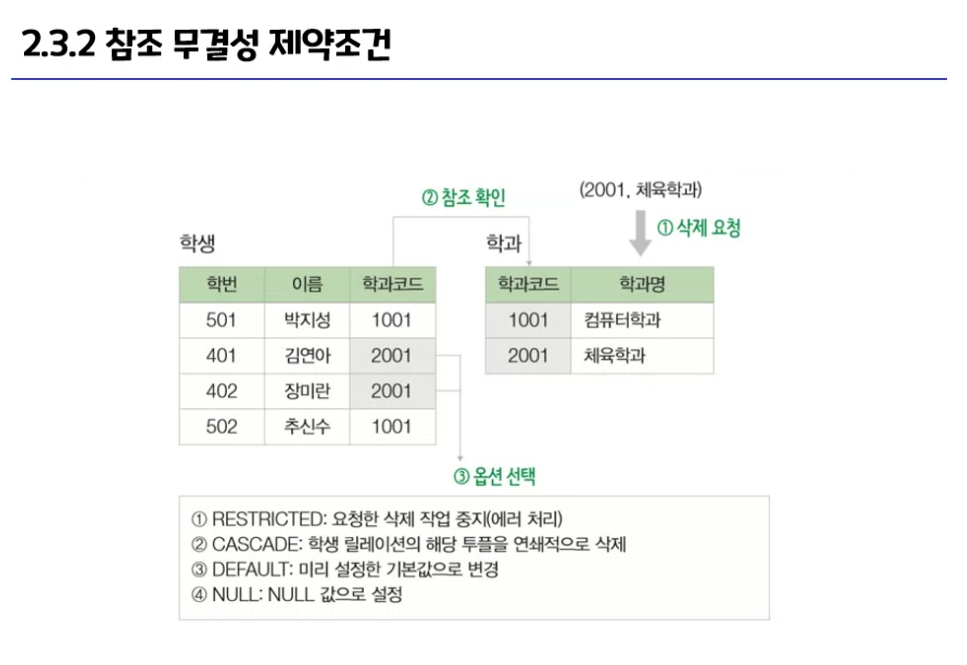 2.3.2 참조 무결성 제약조건
(2001, 체육학과)
② 참조 확인
① 삭제 요청
학생
학번 이름 학과코드
501 박지성 1001
401 김연아 2001
402 장미란 2001
502 추신수 1001
학과
학과코드 학과명
1001 컴퓨터학과
2001 체육학과
③ 옵션 선택
① RESTRICTED: 요청한 삭제 작업 중지(에러 처리)
② CASCADE: 학생 릴레이션의 해당 투플을 연쇄적으로 삭제
③ DEFAULT: 미리 설정한 기본값으로 변경
④ NULL: NULL 값으로 설정